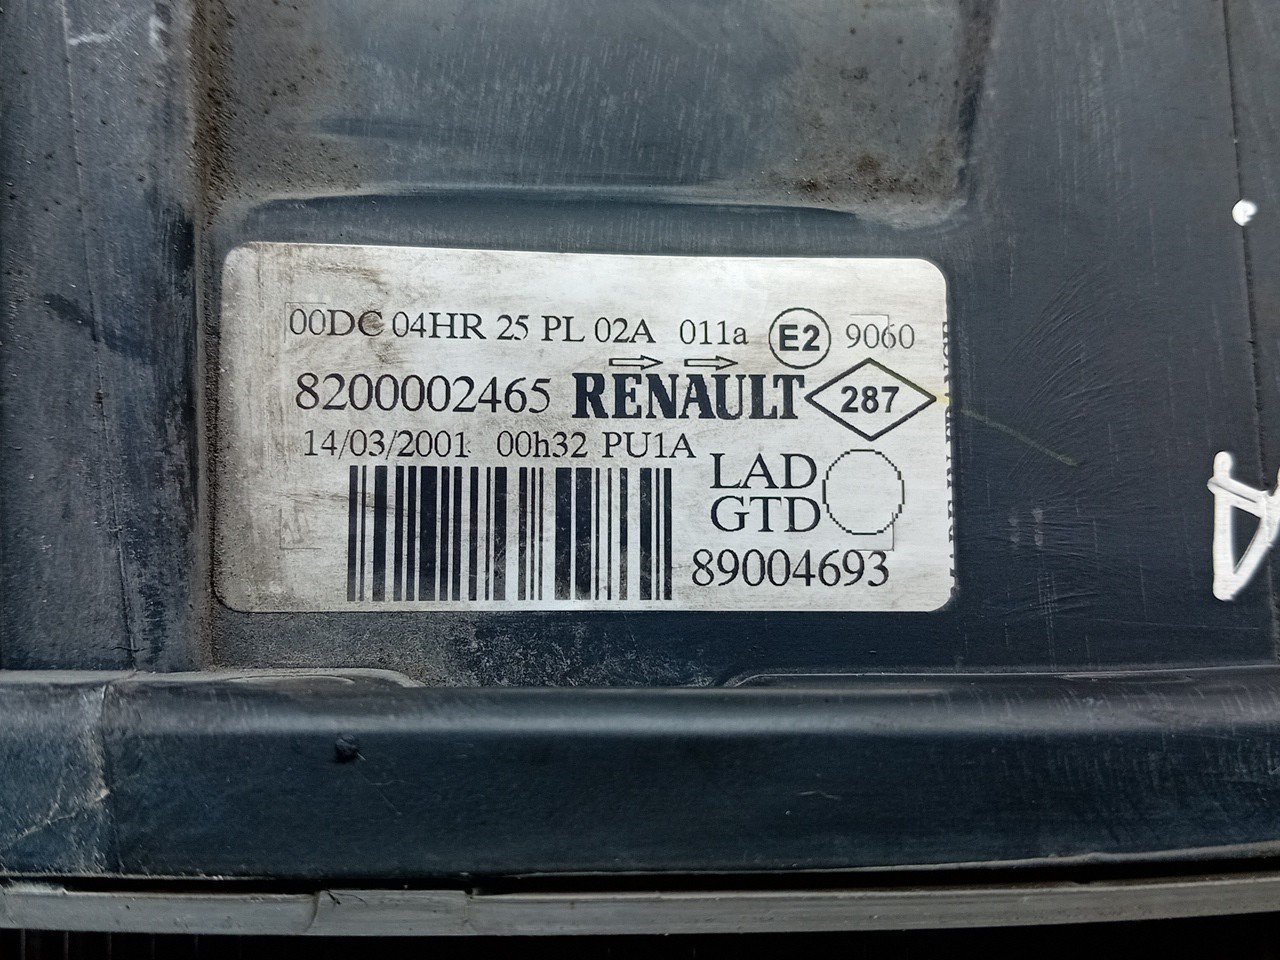 00DC 04HR 25 PL 02A 011a E2 9060
8200002465 RENAULT 287
14/03/2001 00h32 PU1A
LAD
GTD
89004693